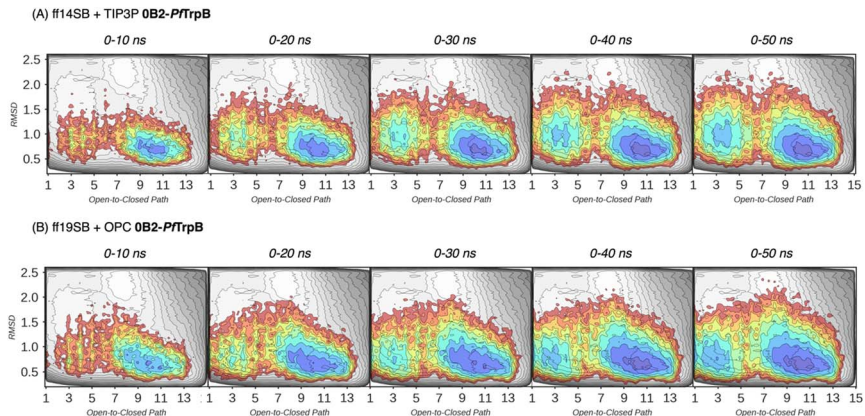 (A) ff14SB + TIP3P 0B2-PfTrpB
0-10 ns 0-20 ns 0-30 ns 0-40 ns 0-50 ns
2.5
2.0
1.5
1.0
0.5
RMSD
1 3 5 7 9 11 13 1 3 5 7 9 11 13 1 3 5 7 9 11 13 1 3 5 7 9 11 13 1 3 5 7 9 11 13 15
Open-to-Closed Path Open-to-Closed Path Open-to-Closed Path Open-to-Closed Path Open-to-Closed Path
(B) ff19SB + OPC 0B2-PfTrpB
0-10 ns 0-20 ns 0-30 ns 0-40 ns 0-50 ns
2.5
2.0
1.5
1.0
0.5
RMSD
1 3 5 7 9 11 13 1 3 5 7 9 11 13 1 3 5 7 9 11 13 1 3 5 7 9 11 13 1 3 5 7 9 11 13 15
Open-to-Closed Path Open-to-Closed Path Open-to-Closed Path Open-to-Closed Path Open-to-Closed Path